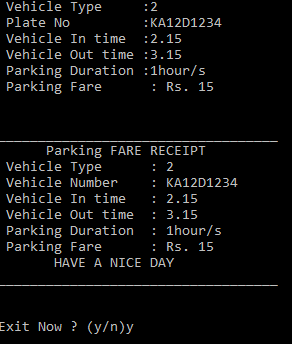 Vehicle Type     :2
Plate No         :KA12D1234
Vehicle In time  :2.15
Vehicle Out time :3.15
Parking Duration :1hour/s
Parking Fare      : Rs. 15
___________________________________
Parking FARE RECEIPT
Vehicle Type      : 2
Vehicle Number    : KA12D1234
Vehicle In time   : 2.15
Vehicle Out time  : 3.15
Parking Duration  : 1hour/s
Parking Fare      : Rs. 15
HAVE A NICE DAY
___________________________________
Exit Now ? (y/n)y